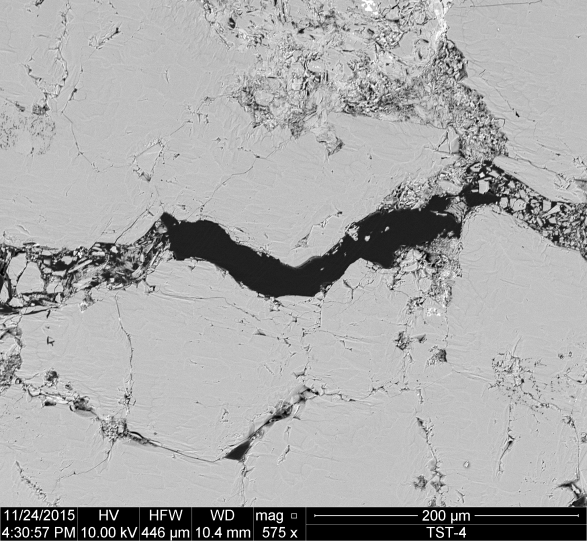 11/24/2015 HV HFW WD mag □ 200 µm
4:30:57 PM 10.00 kV 446 µm 10.4 mm 575 x TST-4